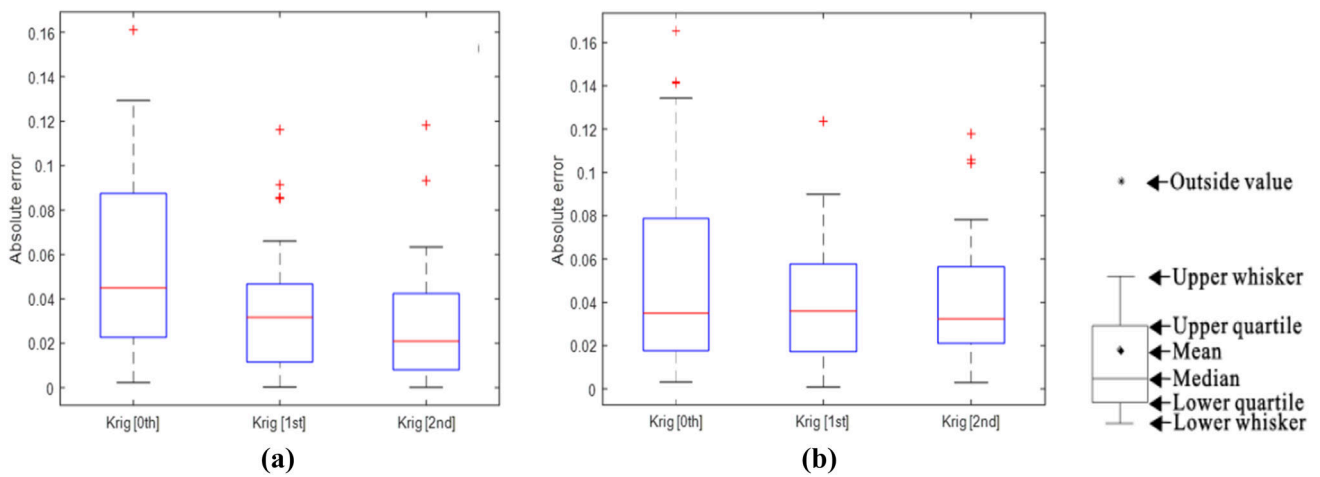 0.16
0.14
0.12
0.1
0.08
0.06
0.04
0.02
0
Absolute error
Krig [0th]
Krig [1st]
Krig [2nd]
(a)
0.16
0.14
0.12
0.1
0.08
0.06
0.04
0.02
0
Absolute error
Krig [0th]
Krig [1st]
Krig [2nd]
(b)
Outside value
Upper whisker
Upper quartile
Mean
Median
Lower quartile
Lower whisker